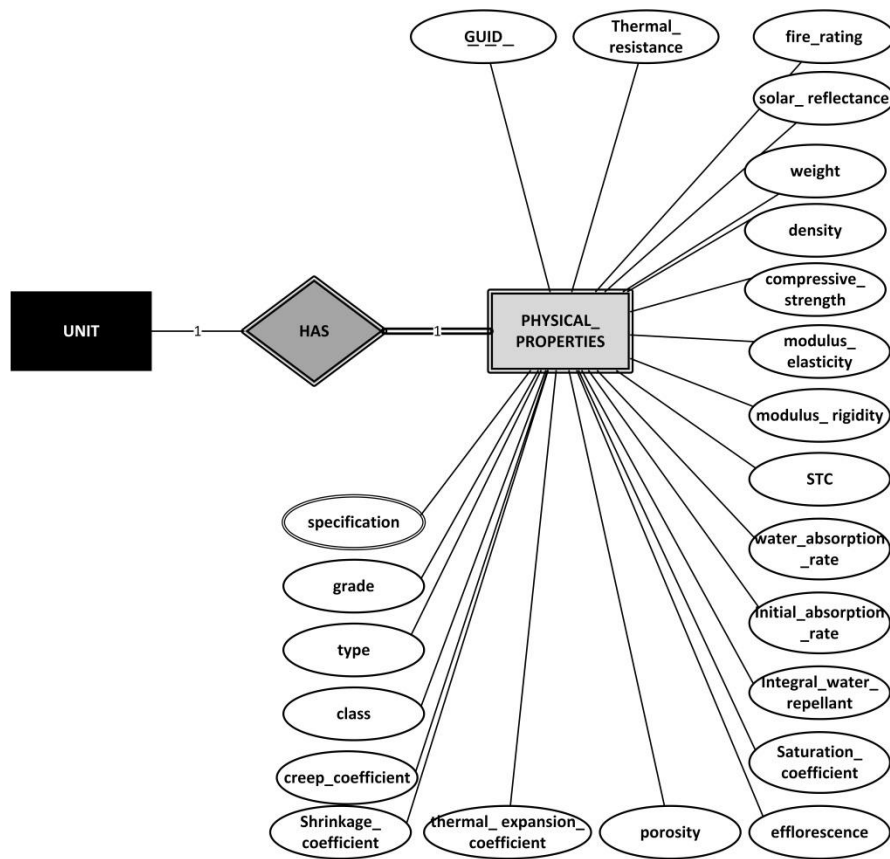 GUID
Thermal_
resistance
fire_rating
solar_ reflectance
weight
density
compressive_
strength
UNIT
1
HAS
1
PHYSICAL_
PROPERTIES
modulus_
elasticity
modulus_ rigidity
STC
specification
water_absorption
_rate
grade
Initial_absorption
_rate
type
Integral_water_
repellant
class
Saturation_
coefficient
creep_coefficient
Shrinkage_
coefficient
thermal_ expansion_
coefficient
porosity
efflorescence